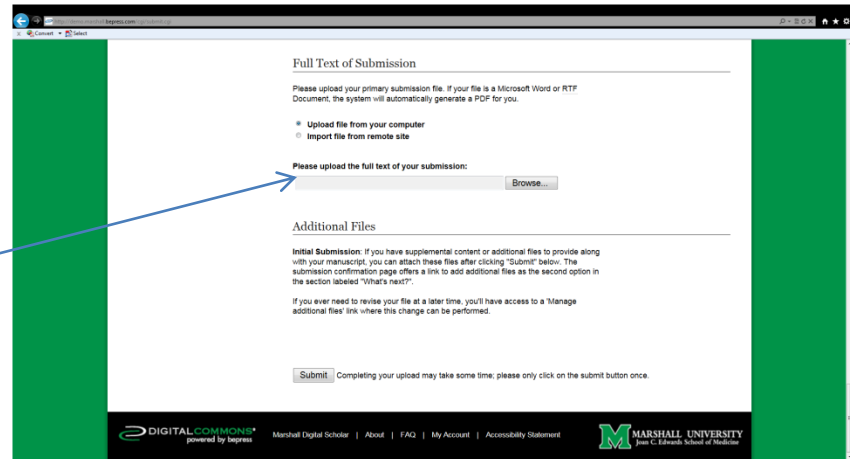 http://demo.marshall.bepress.com/cgi/submit.cgi
x Convert Select
Full Text of Submission
Please upload your primary submission file. If your file is a Microsoft Word or RTF
Document, the system will automatically generate a PDF for you.
Upload file from your computer
Import file from remote site
Please upload the full text of your submission:
Browse...
Additional Files
Initial Submission: If you have supplemental content or additional files to provide along
with your manuscript, you can attach these files after clicking "Submit" below. The
submission confirmation page offers a link to add additional files as the second option in
the section labeled "What's next?".
If you ever need to revise your file at a later time, you'll have access to a 'Manage
additional files' link where this change can be performed.
Submit Completing your upload may take some time; please only click on the submit button once.
DIGITALCOMMONS®
powered by bepress
Marshall Digital Scholar | About | FAQ | My Account | Accessibility Statement
MARSHALL UNIVERSITY
Joan C. Edwards School of Medicine